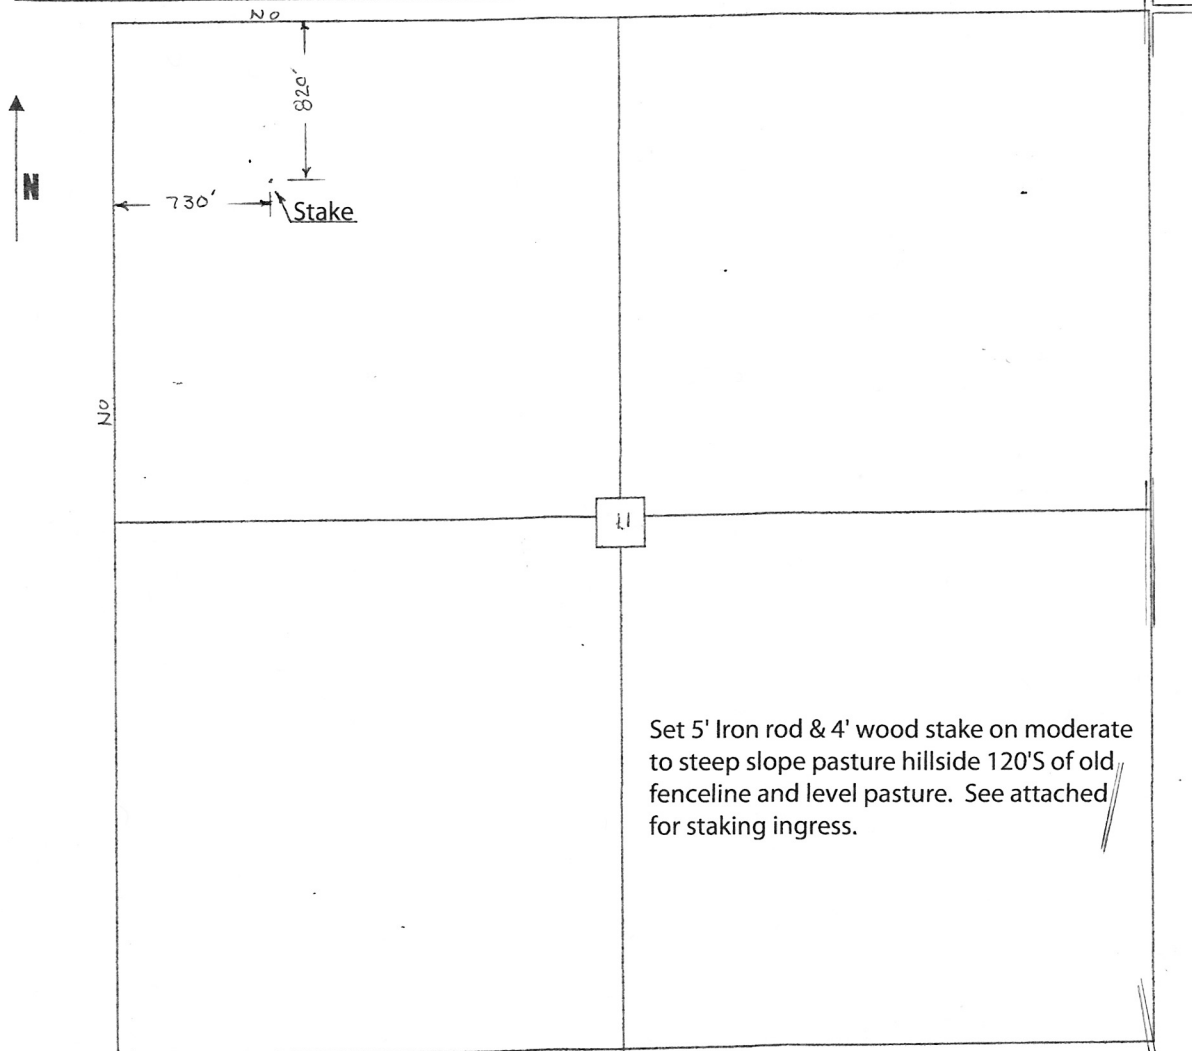 NO
820'
N
730'
Stake
NO
Set 5' Iron rod & 4' wood stake on moderate
to steep slope pasture hillside 120'S of old
fenceline and level pasture. See attached
for staking ingress.